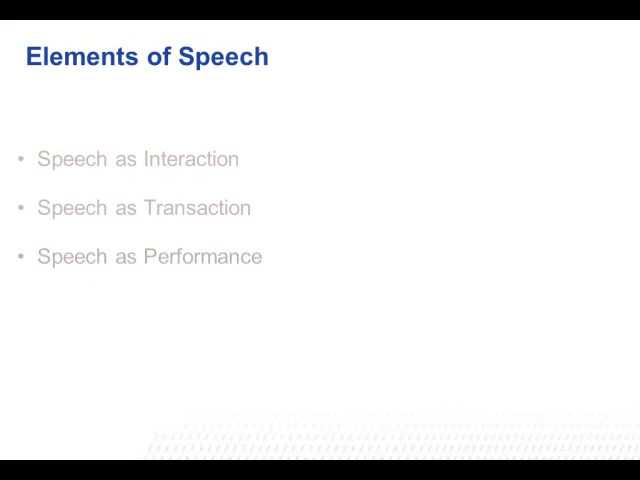 Elements of Speech
• Speech as Interaction
• Speech as Transaction
• Speech as Performance